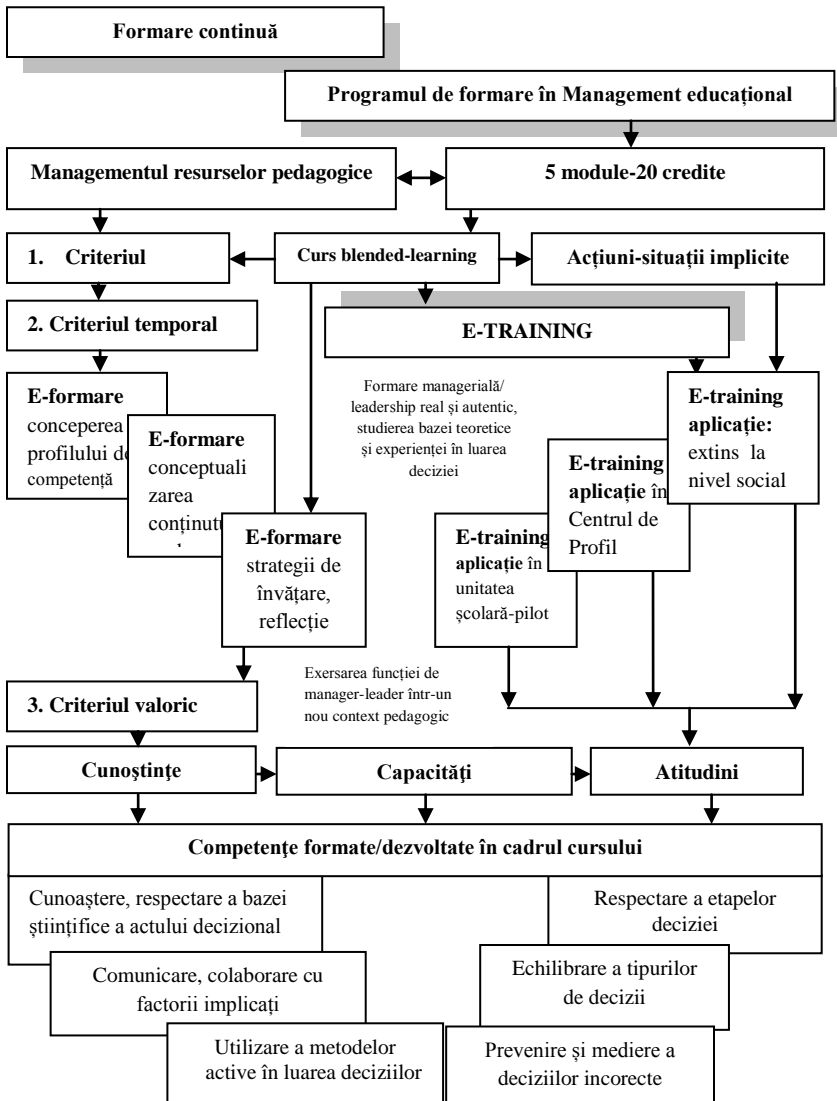 Formare continuă
Programul de formare în Management educațional
Managementul resurselor pedagogice
5 module-20 credite
1. Criteriul
Curs blended-learning
Acțiuni-situații implicite
2. Criteriul temporal
E-TRAINING
E-formare
conceperea
profilului de
competență
E-formare
conceptuali
zarea
Formare managerială/
leadership real și autentic,
studierea bazei teoretice
și experienței în luarea
deciziei
E-training
aplicație:
extins la
nivel social
E-training
aplicație în
Centrul de
Profil
E-formare
strategii de
învățare,
reflecție
E-training
aplicație în
unitatea
școlară-pilot
Exersarea funcției de
manager-leader într-un
nou context pedagogic
3. Criteriul valoric
Cunoştinţe
Capacităţi
Atitudini
Competenţe formate/dezvoltate în cadrul cursului
Cunoaștere, respectare a bazei
științifice a actului decizional
Respectare a etapelor
deciziei
Comunicare, colaborare cu
factorii implicați
Echilibrare a tipurilor
de decizii
Utilizare a metodelor
active în luarea deciziilor
Prevenire și mediere a
deciziilor incorecte